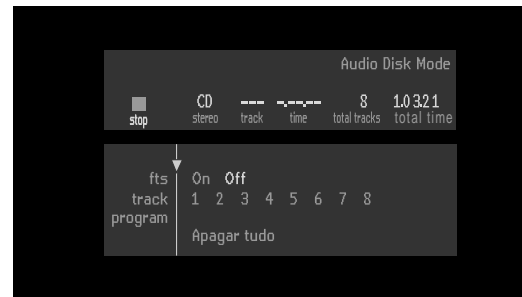 Audio Disk Mode
CD --- -.--.-- 8 1.03.21
stop stereo track time total tracks total time
fts On Off
track 1 2 3 4 5 6 7 8
program
Apagar tudo